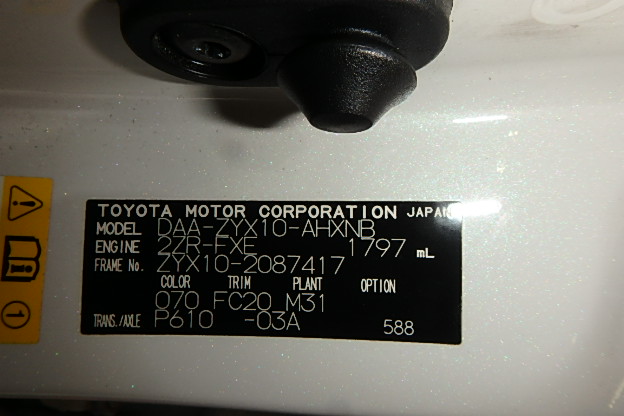 TOYOTA MOTOR CORPORATION JAPAN
MODEL DAA-ZYX10-AHXNB
ENGINE 2ZR-FXE 1797 mL
FRAME No. ZYX10-2087417
COLOR TRIM PLANT OPTION
070 FC20 M31
TRANS./AXLE P610 -03A 588
1